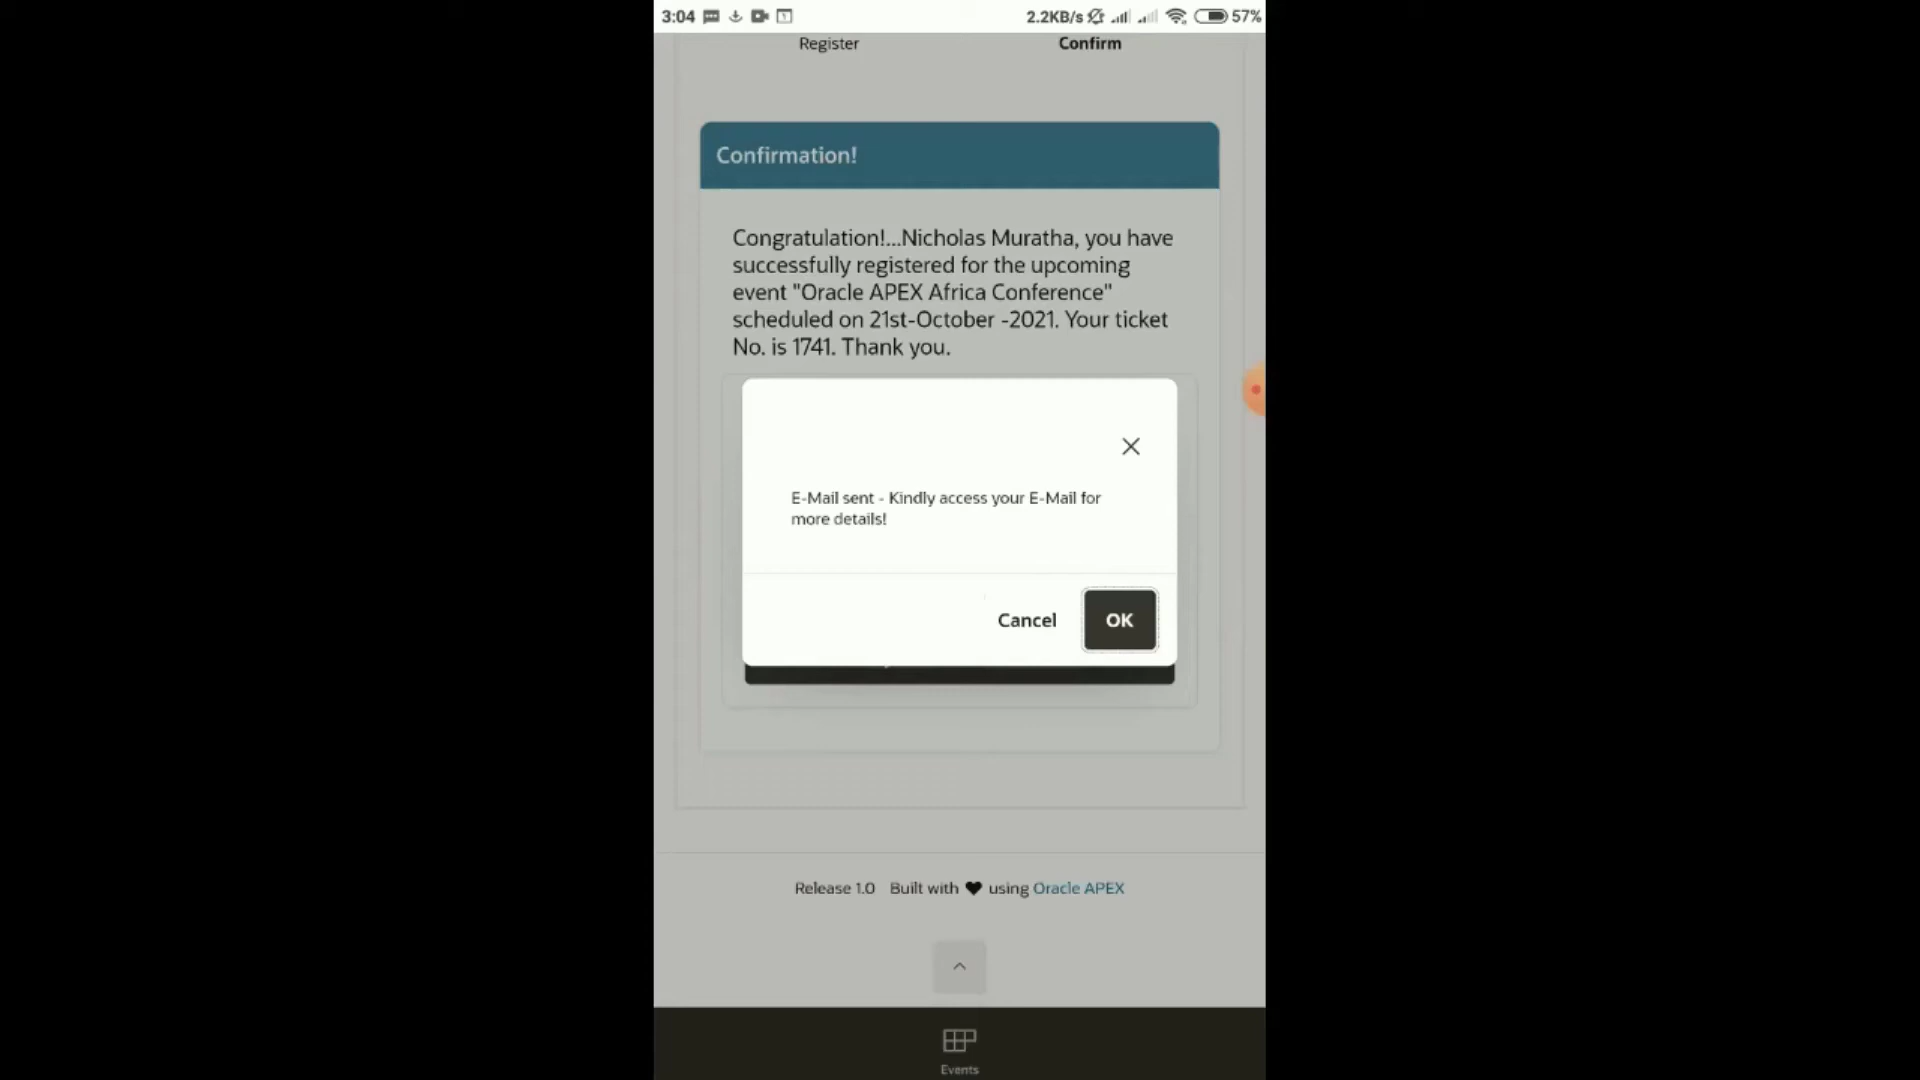 3:04 2.2KB/s 57%
Register Confirm
Confirmation!
Congratulation!...Nicholas Muratha, you have
successfully registered for the upcoming
event "Oracle APEX Africa Conference"
scheduled on 21st-October -2021. Your ticket
No. is 1741. Thank you.
E-Mail sent - Kindly access your E-Mail for
more details!
Cancel OK
Release 1.0 Built with ♥ using Oracle APEX
Events